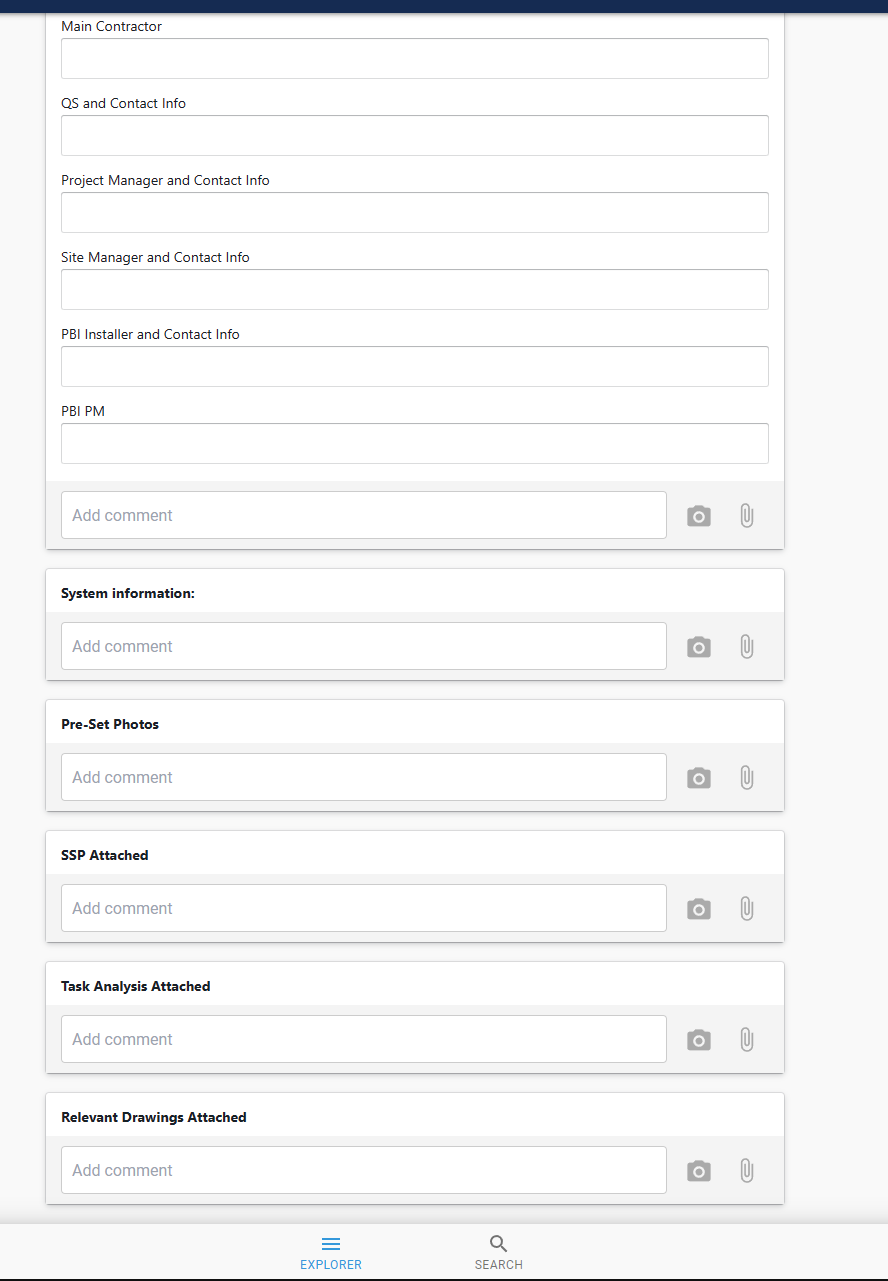 Main Contractor
QS and Contact Info
Project Manager and Contact Info
Site Manager and Contact Info
PBI Installer and Contact Info
PBI PM
Add comment
System information:
Add comment
Pre-Set Photos
Add comment
SSP Attached
Add comment
Task Analysis Attached
Add comment
Relevant Drawings Attached
Add comment
EXPLORER
SEARCH